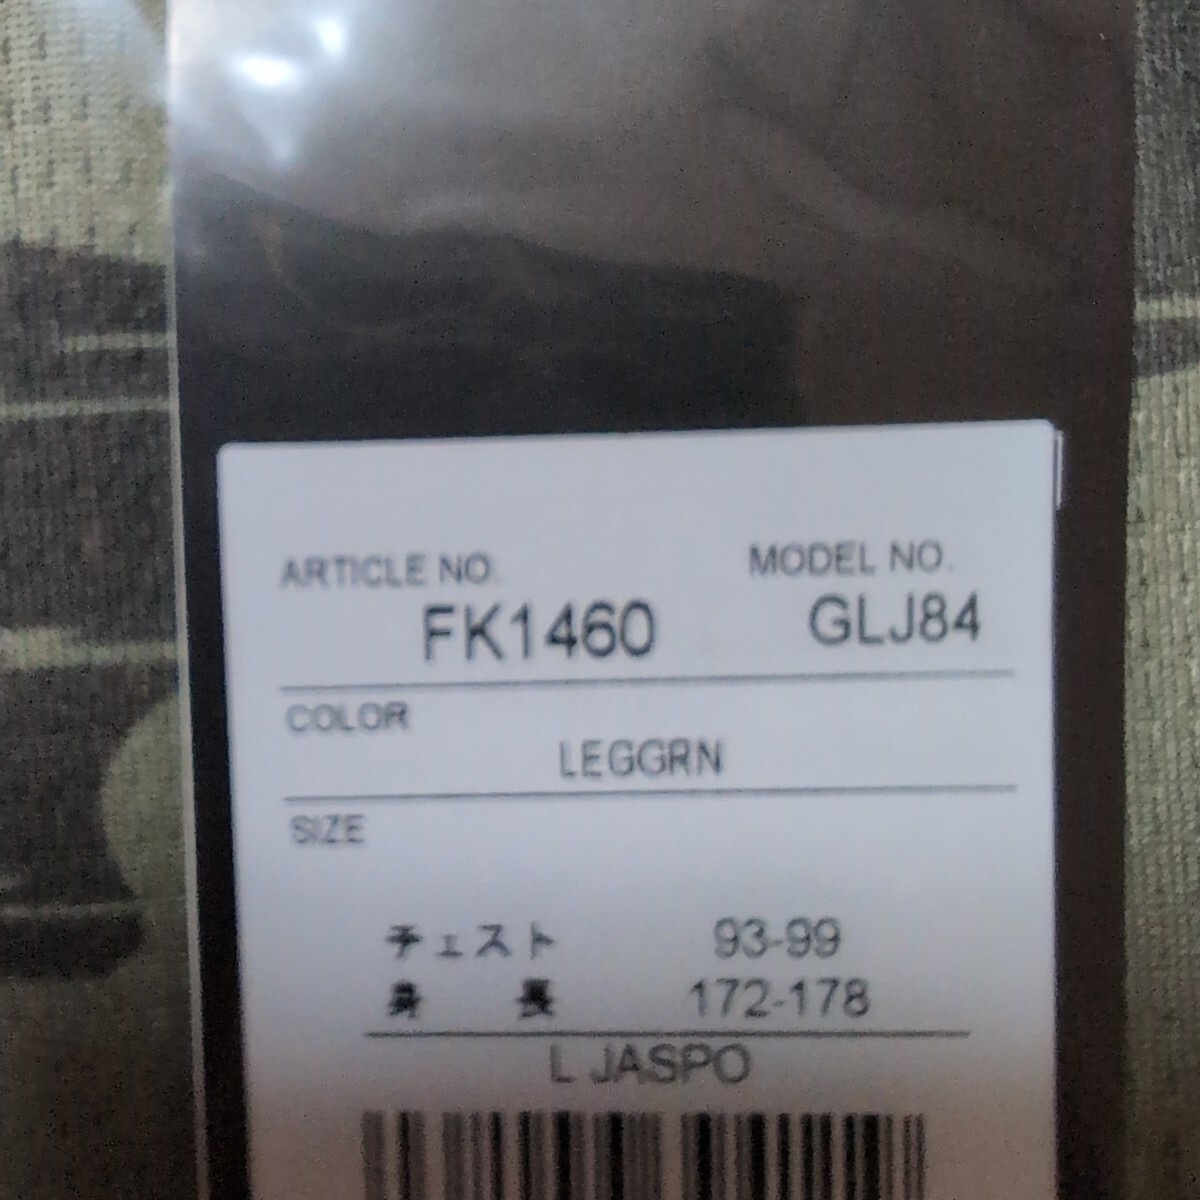 ARTICLE NO. MODEL NO.
FK1460 GLJ84
COLOR
LEGGRN
SIZE
チェスト 93-99
身長 172-178
L JASPO